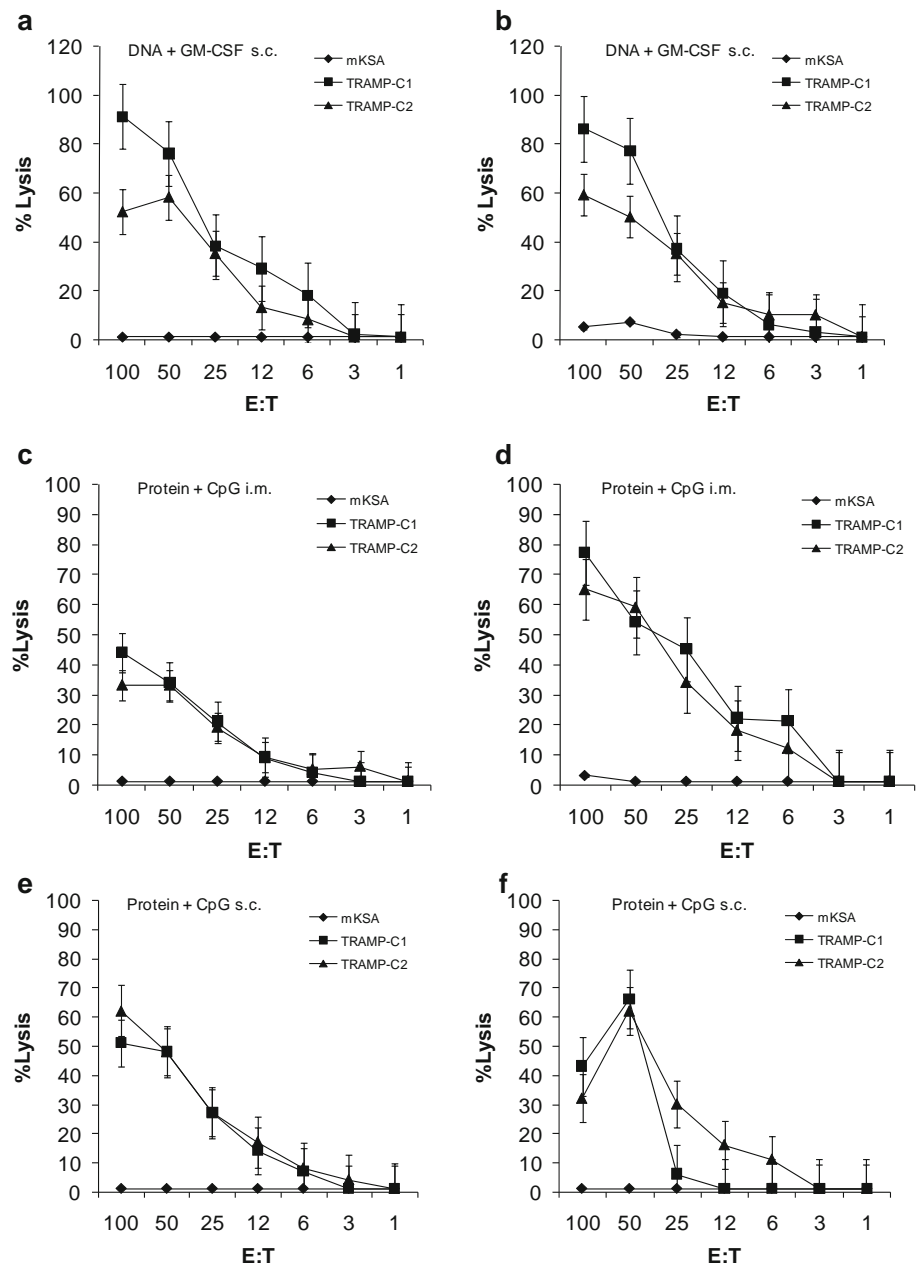 a
DNA + GM-CSF s.c.
mKSA
TRAMP-C1
TRAMP-C2
% Lysis
120
100
80
60
40
20
0
100 50 25 12 6 3 1
E:T
b
DNA + GM-CSF s.c.
mKSA
TRAMP-C1
TRAMP-C2
% Lysis
120
100
80
60
40
20
0
100 50 25 12 6 3 1
E:T
c
Protein + CpG i.m.
mKSA
TRAMP-C1
TRAMP-C2
%Lysis
100
90
80
70
60
50
40
30
20
10
0
100 50 25 12 6 3 1
E:T
d
Protein + CpG i.m.
mKSA
TRAMP-C1
TRAMP-C2
%Lysis
100
90
80
70
60
50
40
30
20
10
0
100 50 25 12 6 3 1
E:T
e
Protein + CpG s.c.
mKSA
TRAMP-C1
TRAMP-C2
%Lysis
100
90
80
70
60
50
40
30
20
10
0
100 50 25 12 6 3 1
E:T
f
Protein + CpG s.c.
mKSA
TRAMP-C1
TRAMP-C2
%Lysis
100
90
80
70
60
50
40
30
20
10
0
100 50 25 12 6 3 1
E:T